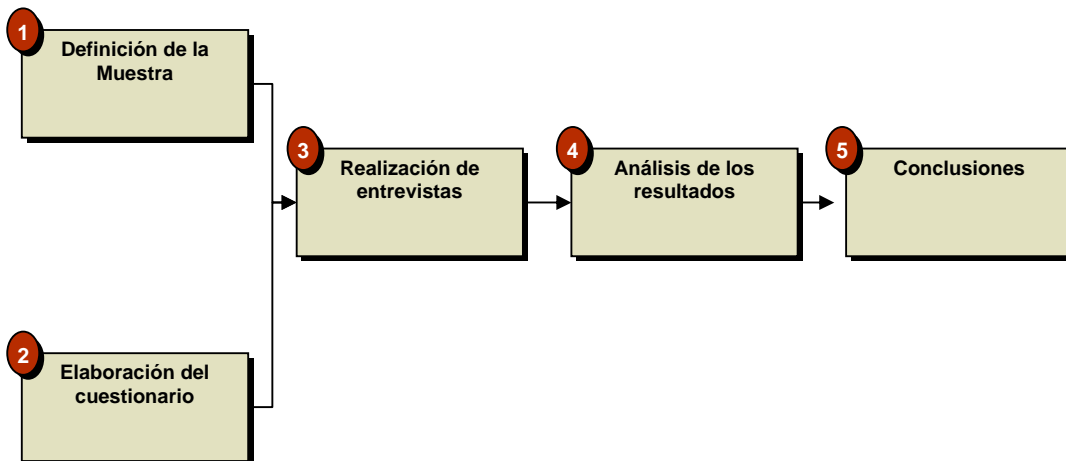 1
Definición de la
Muestra
2
Elaboración del
cuestionario
3
Realización de
entrevistas
4
Análisis de los
resultados
5
Conclusiones